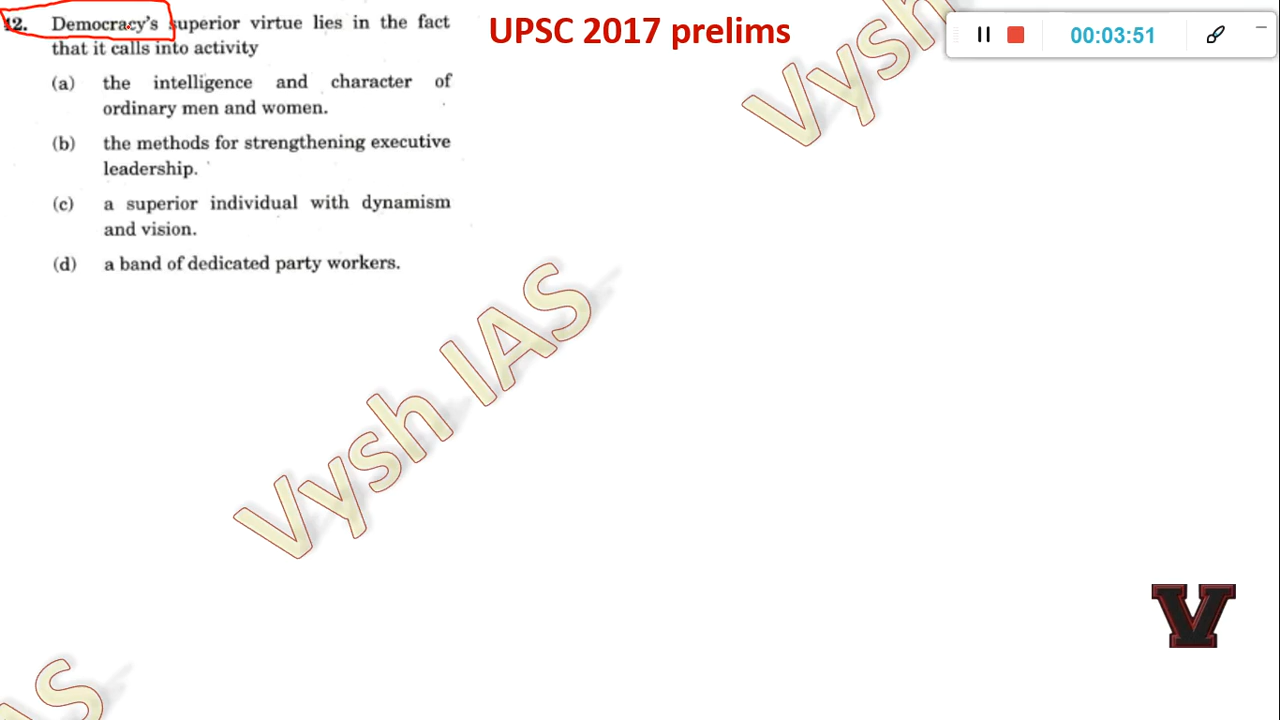 12. Democracy's superior virtue lies in the fact
that it calls into activity
(a) the intelligence and character of
ordinary men and women.
(b) the methods for strengthening executive
leadership.
(c) a superior individual with dynamism
and vision.
(d) a band of dedicated party workers.
UPSC 2017 prelims
00:03:51
Vysh
Vysh IAS
AS
V